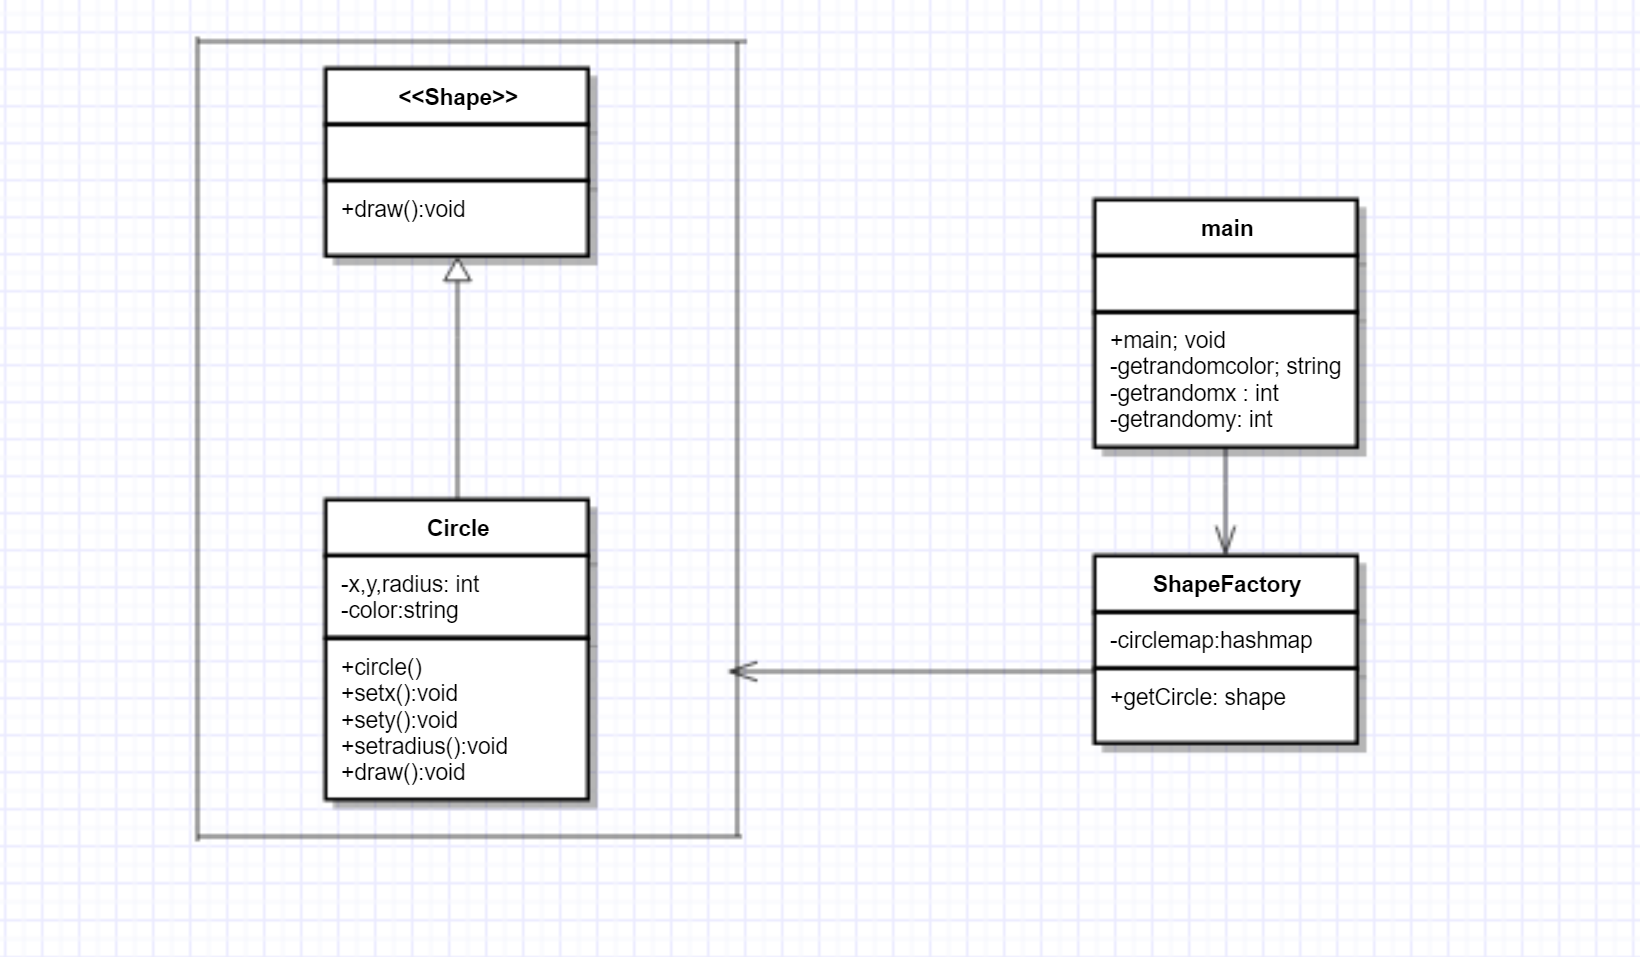 <<Shape>>
+draw():void
Circle
-x,y,radius: int
-color:string
+circle()
+setx():void
+sety():void
+setradius():void
+draw():void
main
+main; void
-getrandomcolor; string
-getrandomx : int
-getrandomy: int
ShapeFactory
-circlemap:hashmap
+getCircle: shape